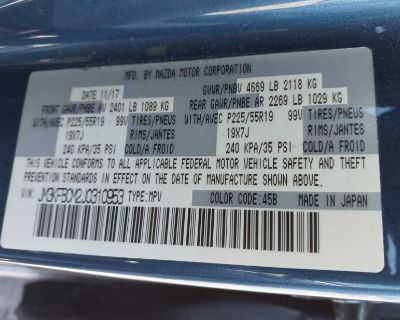 MFD. BY MAZDA MOTOR CORPORATION
DATE 11/17 GVWR/PNBV 4669 LB 2118 KG
FRONT GAWR/PNBE AV 2401 LB 1089 KG REAR GAWR/PNBE AR 2269 LB 1029 KG
WITH/AVEC P225/55R19 99V TIRES/PNEUS WITH/AVEC P225/55R19 99V TIRES/PNEUS
19X7J RIMS/JANTES 19X7J RIMS/JANTES
240 KPA/35 PSI COLD/A FROID 240 KPA/35 PSI COLD/A FROID
THIS VEHICLE CONFORMS TO ALL APPLICABLE FEDERAL MOTOR VEHICLE SAFETY AND THEFT
PREVENTION STANDARDS IN EFFECT ON THE DATE OF MANUFACTURE SHOWN ABOVE.
VIN: JM3KFBCM2J0310953 TYPE: MPV COLOR CODE: 45B MADE IN JAPAN